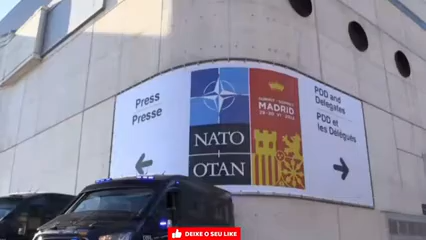 Press
Presse
NATO
OTAN
MADRID
PDD and
Delegates
PDD et
les Délégués
DEIXE O SEU LIKE